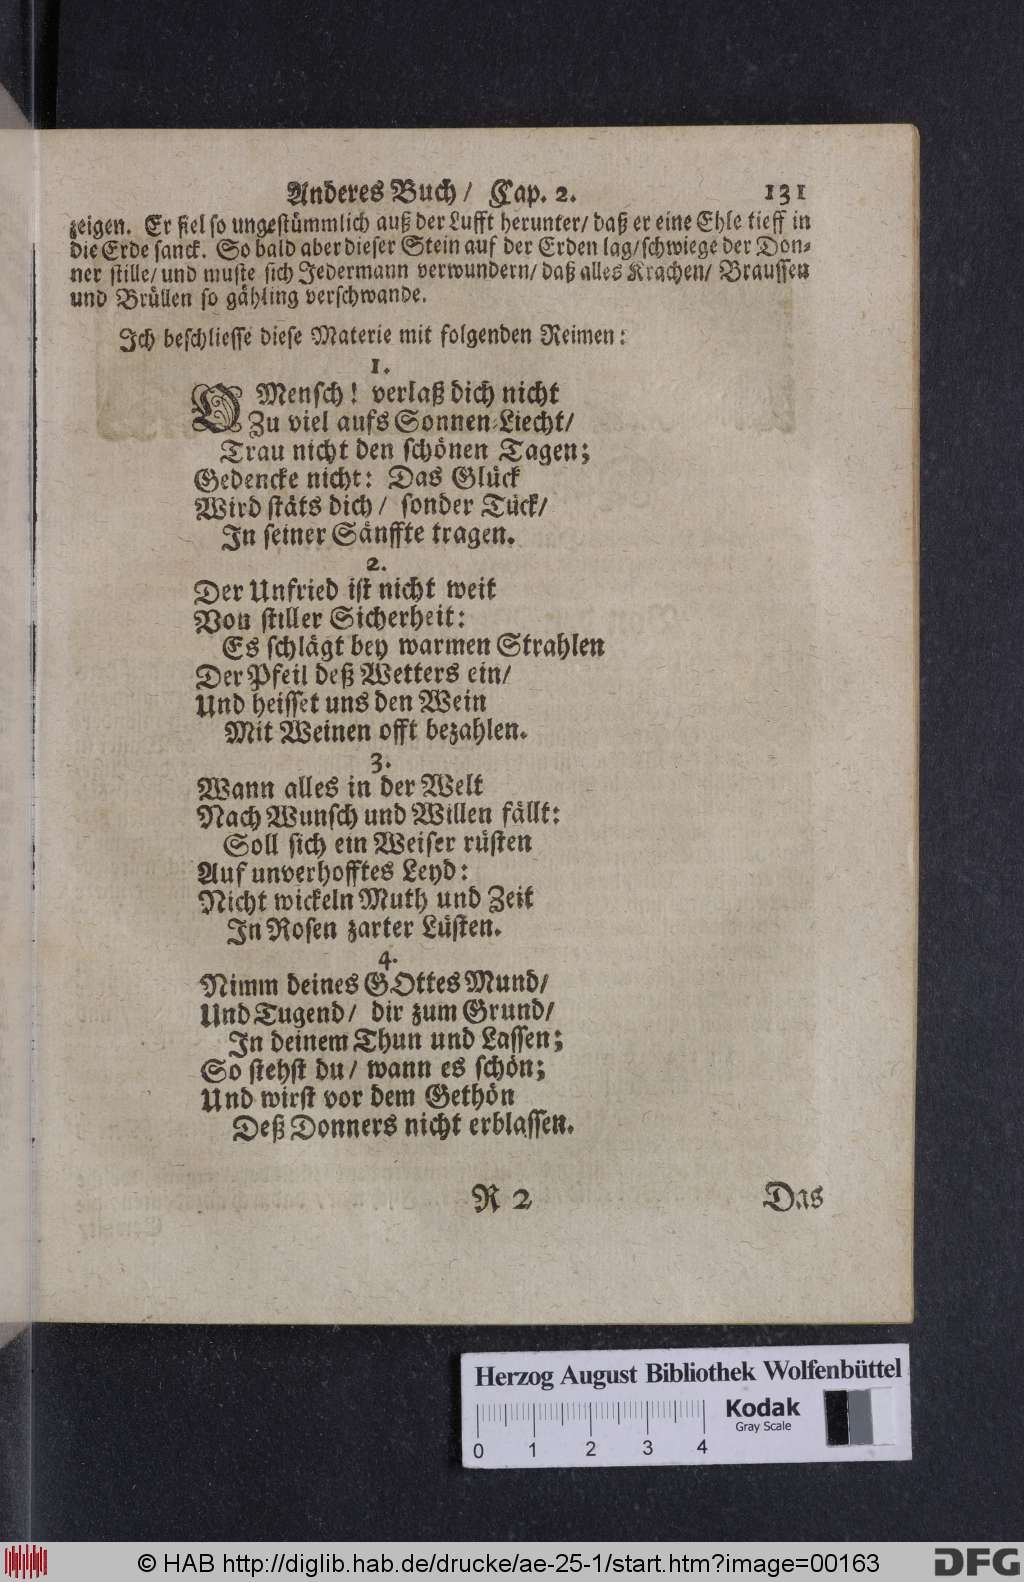 Anderes Buch / Cap. 2. 131
zeigen. Er fiel so ungestümmlich auß der Lufft herunter / daß er eine Ehle tieff in
die Erde sanck. So bald aber dieser Stein auf der Erden lag / schwiege der Don-
ner stille / und muste sich Jedermann verwundern / daß alles Krachen / Braussen
und Brüllen so gähling verschwande.
Ich beschliesse diese Materie mit folgenden Reimen:
1.
O Mensch! verlaß dich nicht
Zu viel aufs Sonnen-Liecht /
Trau nicht den schönen Tagen;
Gedencke nicht: Das Glück
Wird stäts dich / sonder Tück /
In seiner Sänffte tragen.
2.
Der Unfried ist nicht weit
Von stiller Sicherheit:
Es schlägt bey warmen Strahlen
Der Pfeil deß Wetters ein /
Und heisset uns den Wein
Mit Weinen offt bezahlen.
3.
Wann alles in der Welt
Nach Wunsch und Willen fällt:
Soll sich ein Weiser rüsten
Auf unverhofftes Leyd:
Nicht wickeln Muth und Zeit
In Rosen zarter Lüsten.
4.
Nimm deines GOttes Mund /
Und Tugend / dir zum Grund /
In deinem Thun und Lassen;
So stehst du / wann es schön;
Und wirst vor dem Gethön
Deß Donners nicht erblassen.
R 2 Das
Herzog August Bibliothek Wolfenbüttel
Kodak
Gray Scale
0 1 2 3 4
© HAB http://diglib.hab.de/drucke/ae-25-1/start.htm?image=00163 DFG